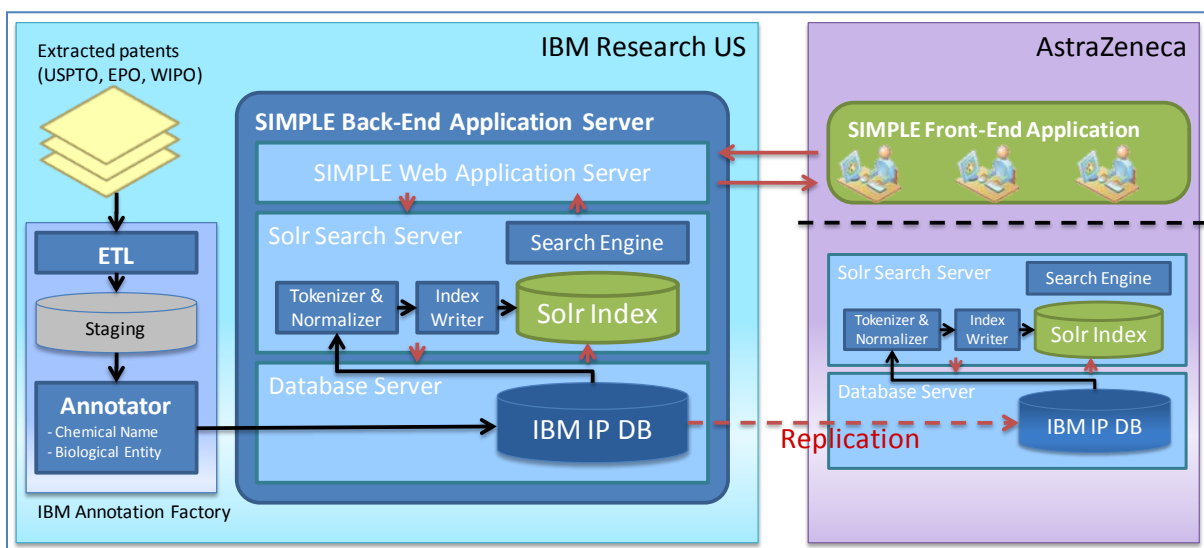 IBM Research US
Extracted patents
(USPTO, EPO, WIPO)
ETL
Staging
Annotator
- Chemical Name
- Biological Entity
IBM Annotation Factory
SIMPLE Back-End Application Server
SIMPLE Web Application Server
Solr Search Server
Search Engine
Tokenizer &
Normalizer
Index
Writer
Solr Index
Database Server
IBM IP DB
Replication
AstraZeneca
SIMPLE Front-End Application
Solr Search Server
Search Engine
Tokenizer &
Normalizer
Index
Writer
Solr Index
Database Server
IBM IP DB